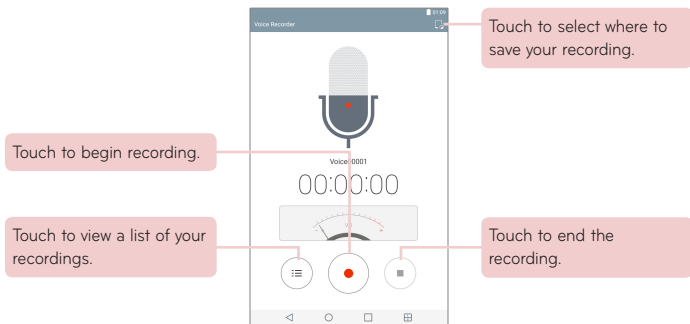 01:09
Voice Recorder
Touch to select where to
save your recording.
Touch to begin recording.
Voice 0001
00:00:00
VU
Touch to view a list of your
recordings.
Touch to end the
recording.